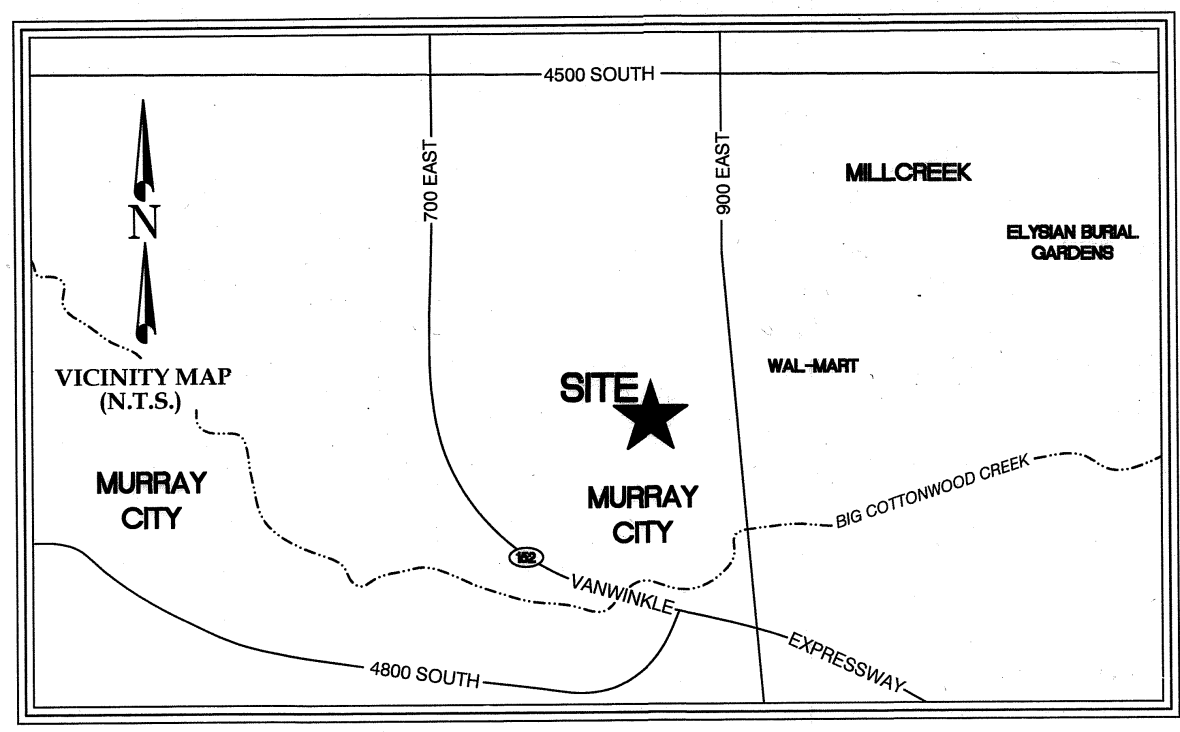 4500 SOUTH
700 EAST
900 EAST
MILLCREEK
N
ELYSIAN BURIAL
GARDENS
WAL-MART
VICINITY MAP
(N.T.S.)
SITE
MURRAY
CITY
MURRAY
CITY
BIG COTTONWOOD CREEK
152
VANWINKLE
EXPRESSWAY
4800 SOUTH